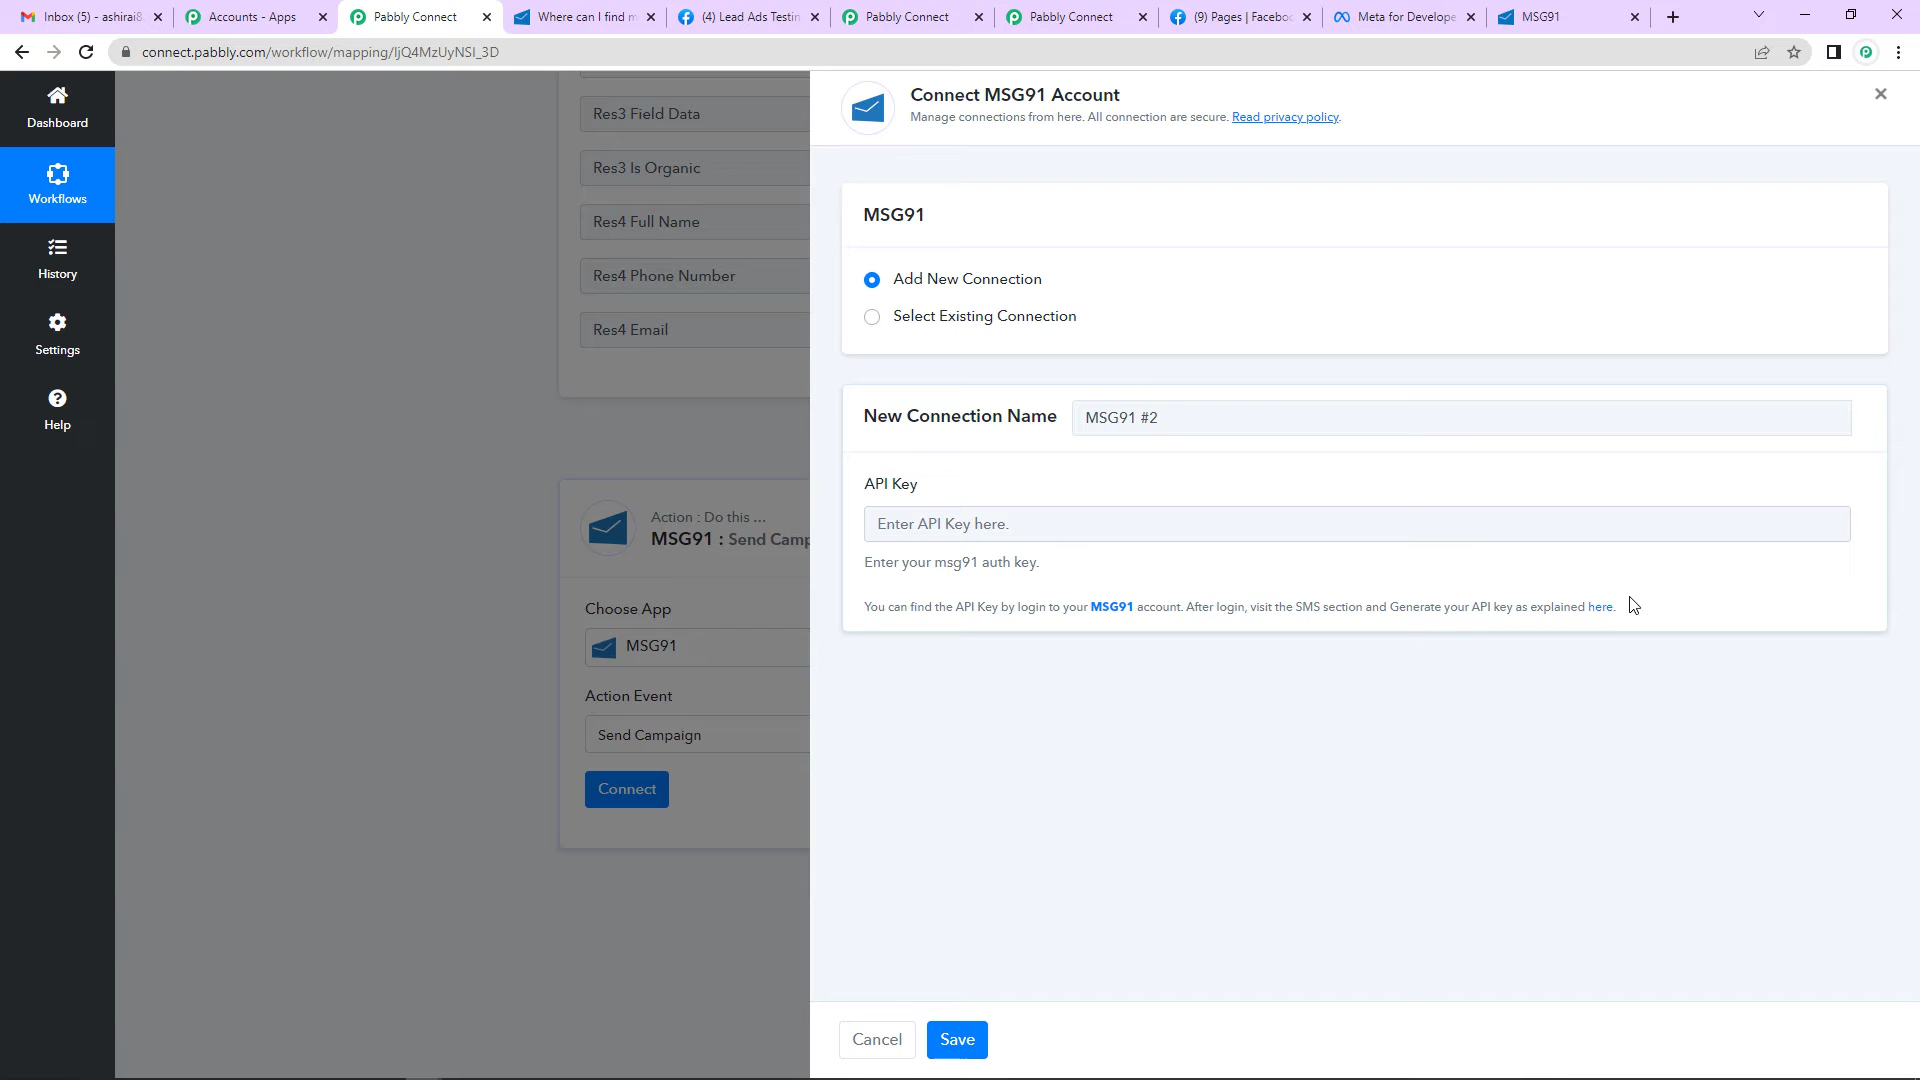 Inbox (5) - ashirai8
Accounts - Apps
Pabbly Connect
Where can I find m
(4) Lead Ads Testin
Pabbly Connect
Pabbly Connect
(9) Pages | Faceboo
Meta for Develope
MSG91
connect.pabbly.com/workflow/mapping/IjQ4MzUyNSI_3D
Dashboard
Workflows
History
Settings
Help
Res3 Field Data
Res3 Is Organic
Res4 Full Name
Res4 Phone Number
Res4 Email
Action : Do this ...
MSG91 : Send Camp
Choose App
MSG91
Action Event
Send Campaign
Connect
Connect MSG91 Account
Manage connections from here. All connection are secure. Read privacy policy.
MSG91
Add New Connection
Select Existing Connection
New Connection Name
MSG91 #2
API Key
Enter API Key here.
Enter your msg91 auth key.
You can find the API Key by login to your MSG91 account. After login, visit the SMS section and Generate your API key as explained here.
Cancel
Save